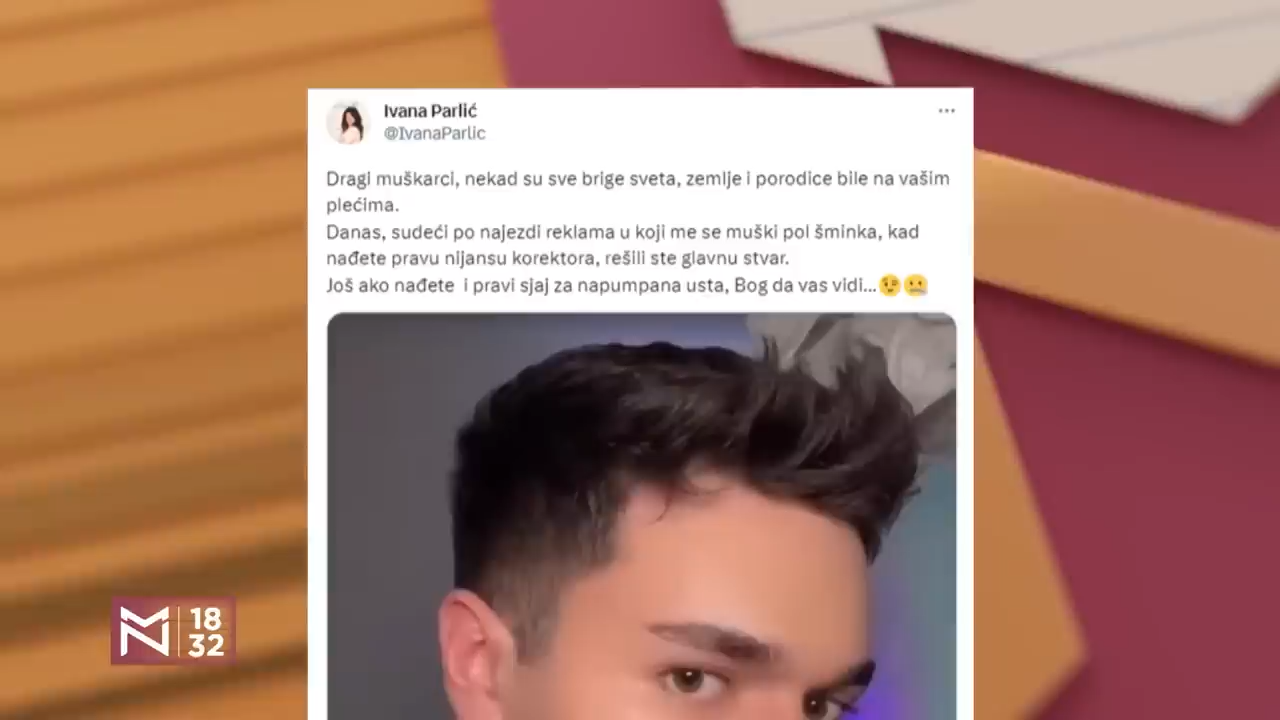 Ivana Parlić
@IvanaParlic
Dragi muškarci, nekad su sve brige sveta, zemlje i porodice bile na vašim
plećima.
Danas, sudeći po najezdi reklama u koji me se muški pol šminka, kad
nađete pravu nijansu korektora, rešili ste glavnu stvar.
Još ako nađete i pravi sjaj za napumpana usta, Bog da vas vidi...😯🤐
18
32